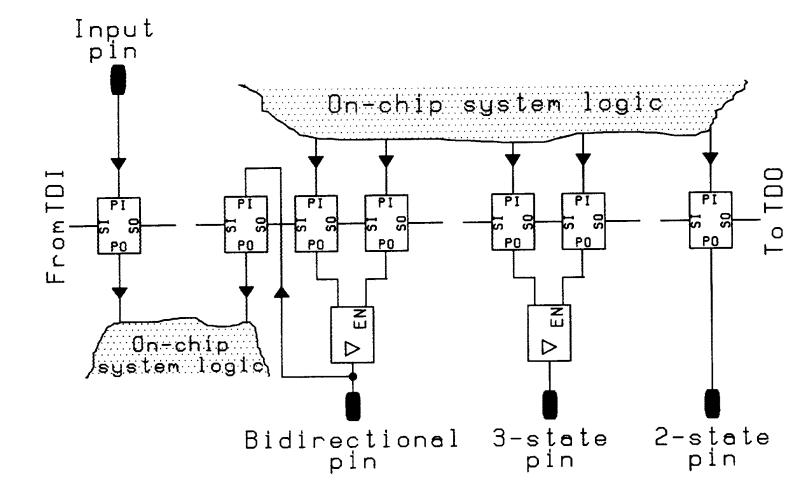 Input
pin
On-chip system logic
From TDI
PI
SI
SO
PO
PI
SI
SO
PO
PI
SI
SO
PO
PI
SI
SO
PO
PI
SI
SO
PO
PI
SI
SO
PO
PI
SI
SO
PO
To TDO
EN
EN
On-chip
system logic
Bidirectional
pin
3-state
pin
2-state
pin